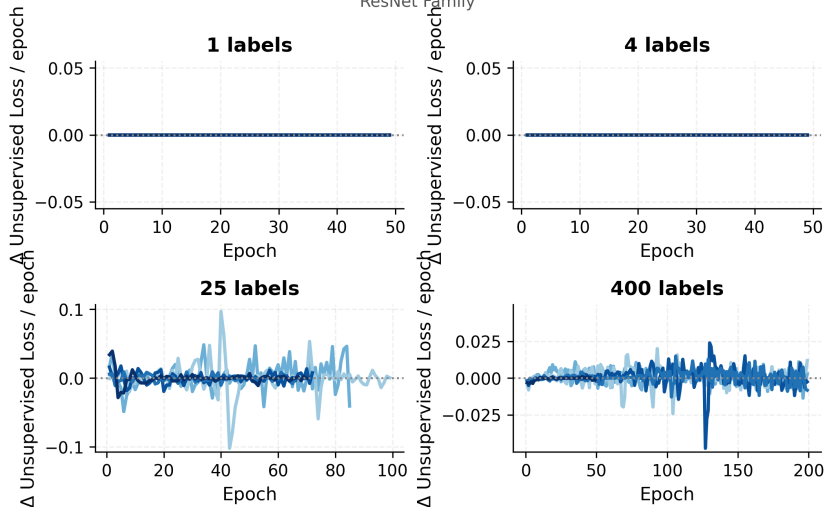 ResNet Family
1 labels
4 labels
Δ Unsupervised Loss / epoch
0.05
0.00
−0.05
0 10 20 30 40 50
Epoch
Δ Unsupervised Loss / epoch
0.05
0.00
−0.05
0 10 20 30 40 50
Epoch
25 labels
400 labels
Δ Unsupervised Loss / epoch
0.1
0.0
−0.1
0 20 40 60 80 100
Epoch
Δ Unsupervised Loss / epoch
0.025
0.000
−0.025
0 50 100 150 200
Epoch